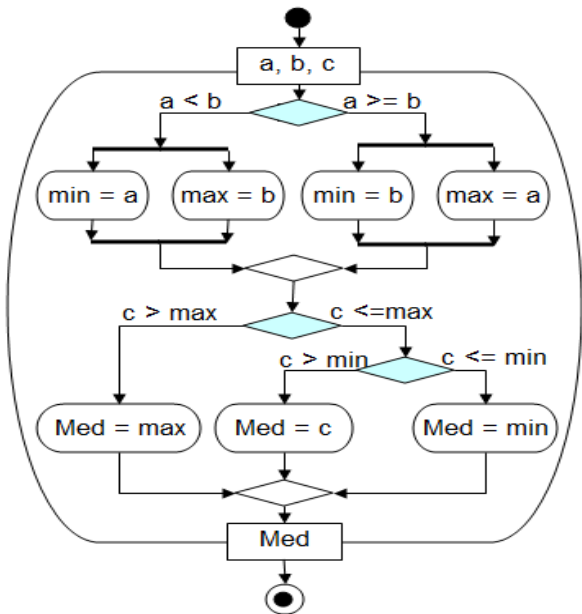 a, b, c
a < b
a >= b
min = a
max = b
min = b
max = a
c > max
c <=max
c > min
c <= min
Med = max
Med = c
Med = min
Med